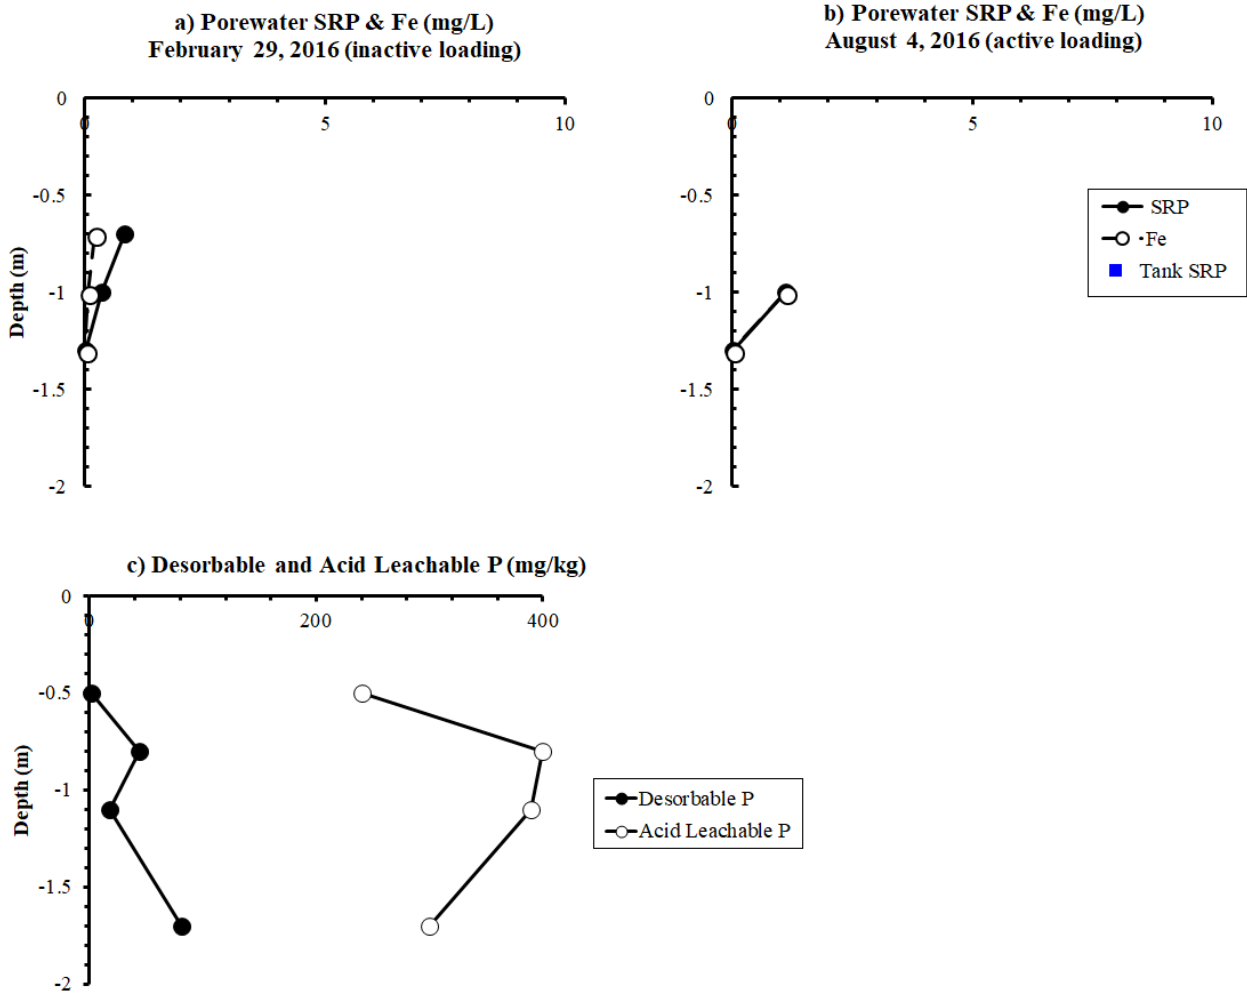 a) Porewater SRP & Fe (mg/L)
February 29, 2016 (inactive loading)
0
0
5
10
-0.5
-1
-1.5
-2
Depth (m)
b) Porewater SRP & Fe (mg/L)
August 4, 2016 (active loading)
0
0
5
10
-0.5
-1
-1.5
-2
SRP
Fe
Tank SRP
c) Desorbable and Acid Leachable P (mg/kg)
0
0
200
400
-0.5
-1
-1.5
-2
Depth (m)
Desorbable P
Acid Leachable P